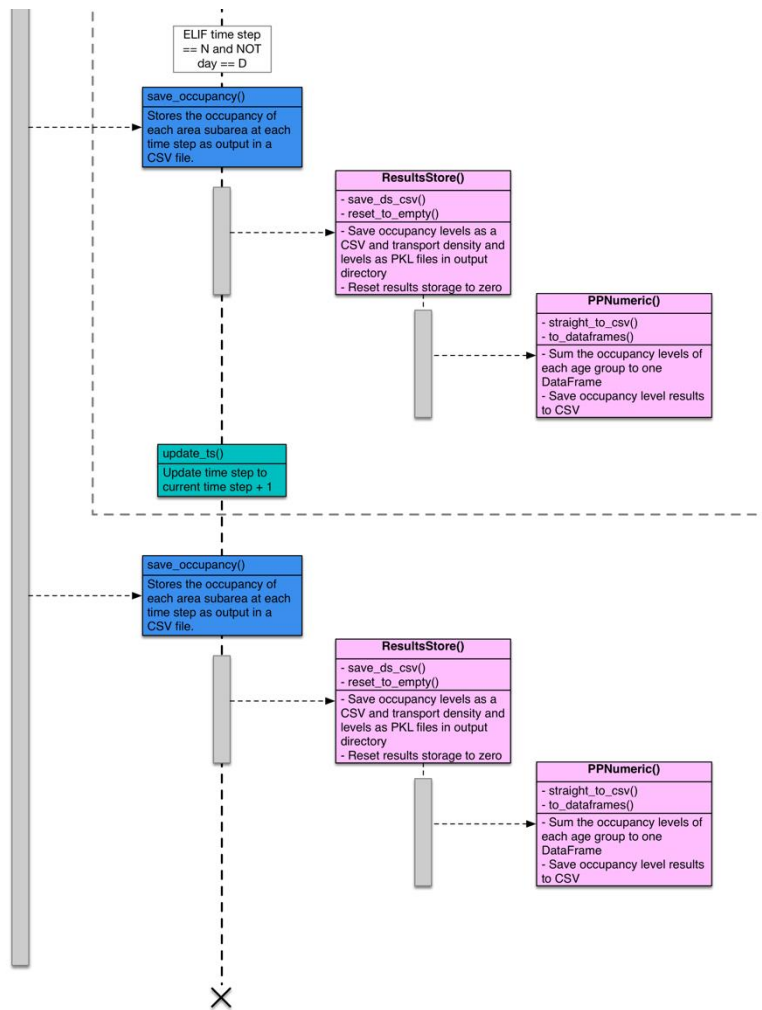 ELIF time step
== N and NOT
day == D
save_occupancy()
Stores the occupancy of
each area subarea at each
time step as output in a
CSV file.
ResultsStore()
- save_ds_csv()
- reset_to_empty()
- Save occupancy levels as a
CSV and transport density and
levels as PKL files in output
directory
- Reset results storage to zero
PPNumeric()
- straight_to_csv()
- to_dataframes()
- Sum the occupancy levels of
each age group to one
DataFrame
- Save occupancy level results
to CSV
update_ts()
Update time step to
current time step + 1
save_occupancy()
Stores the occupancy of
each area subarea at each
time step as output in a
CSV file.
ResultsStore()
- save_ds_csv()
- reset_to_empty()
- Save occupancy levels as a
CSV and transport density and
levels as PKL files in output
directory
- Reset results storage to zero
PPNumeric()
- straight_to_csv()
- to_dataframes()
- Sum the occupancy levels of
each age group to one
DataFrame
- Save occupancy level results
to CSV